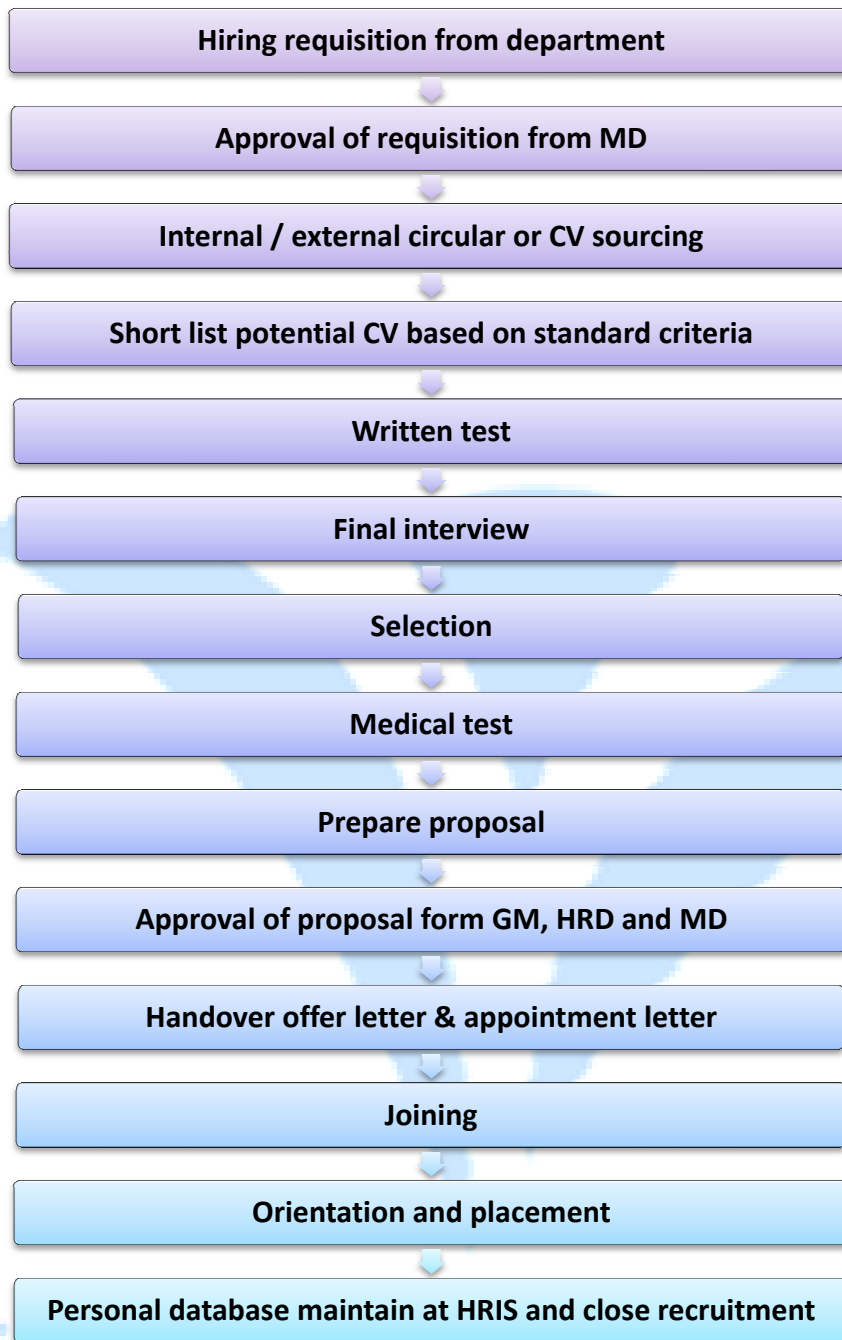 Hiring requisition from department
Approval of requisition from MD
Internal / external circular or CV sourcing
Short list potential CV based on standard criteria
Written test
Final interview
Selection
Medical test
Prepare proposal
Approval of proposal form GM, HRD and MD
Handover offer letter & appointment letter
Joining
Orientation and placement
Personal database maintain at HRIS and close recruitment